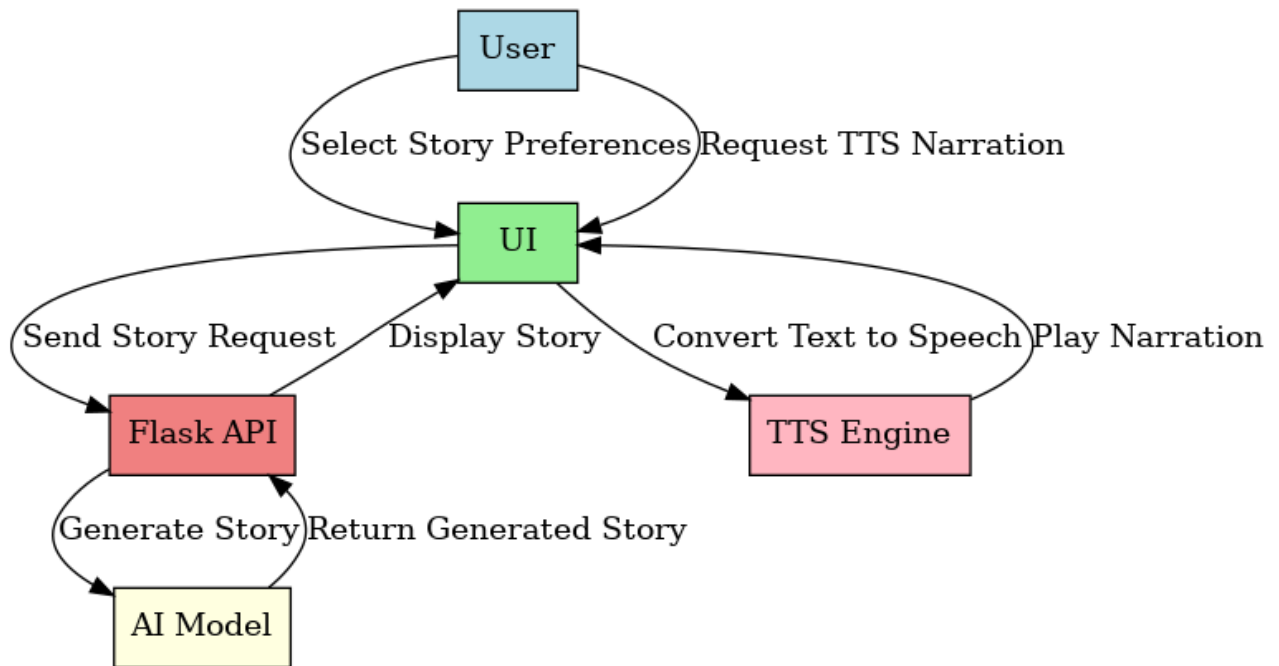 User
Select Story Preferences
Request TTS Narration
UI
Send Story Request
Display Story
Convert Text to Speech
Play Narration
Flask API
TTS Engine
Generate Story
Return Generated Story
AI Model